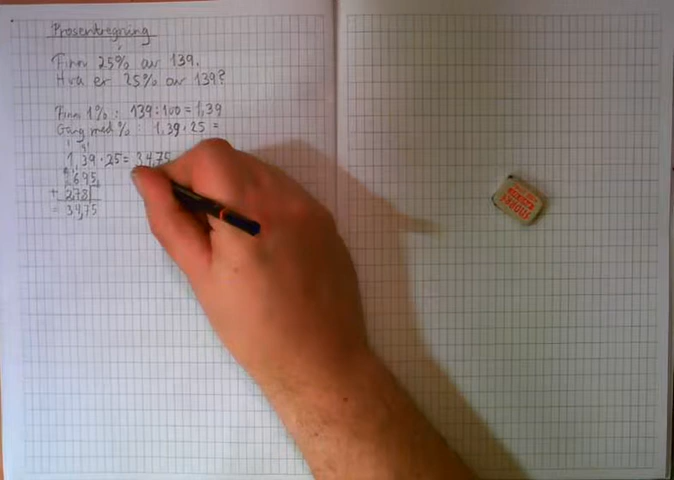 Prosentregning
Finn 25% av 139.
Hva er 25% av 139?
Finn 1% : 139:100 = 1,39
Gang med % : 1,39 · 25 =
1,39 · 25 = 34,75
695
+ 278
= 34,75